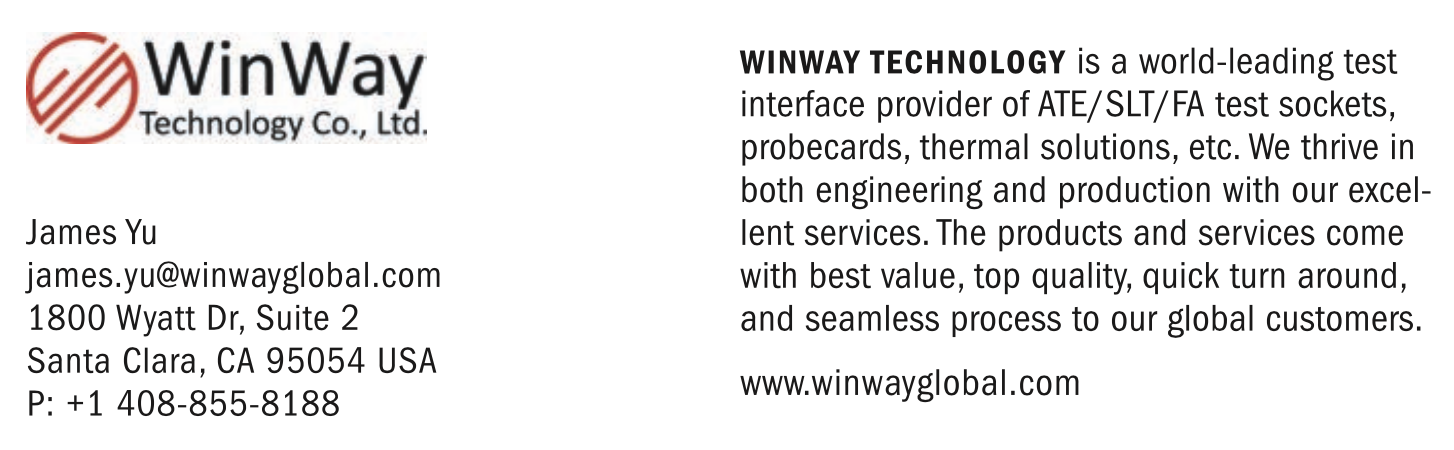 WinWay
Technology Co., Ltd.
James Yu
james.yu@winwayglobal.com
1800 Wyatt Dr, Suite 2
Santa Clara, CA 95054 USA
P: +1 408-855-8188
WINWAY TECHNOLOGY is a world-leading test
interface provider of ATE/SLT/FA test sockets,
probecards, thermal solutions, etc. We thrive in
both engineering and production with our excel-
lent services. The products and services come
with best value, top quality, quick turn around,
and seamless process to our global customers.
www.winwayglobal.com